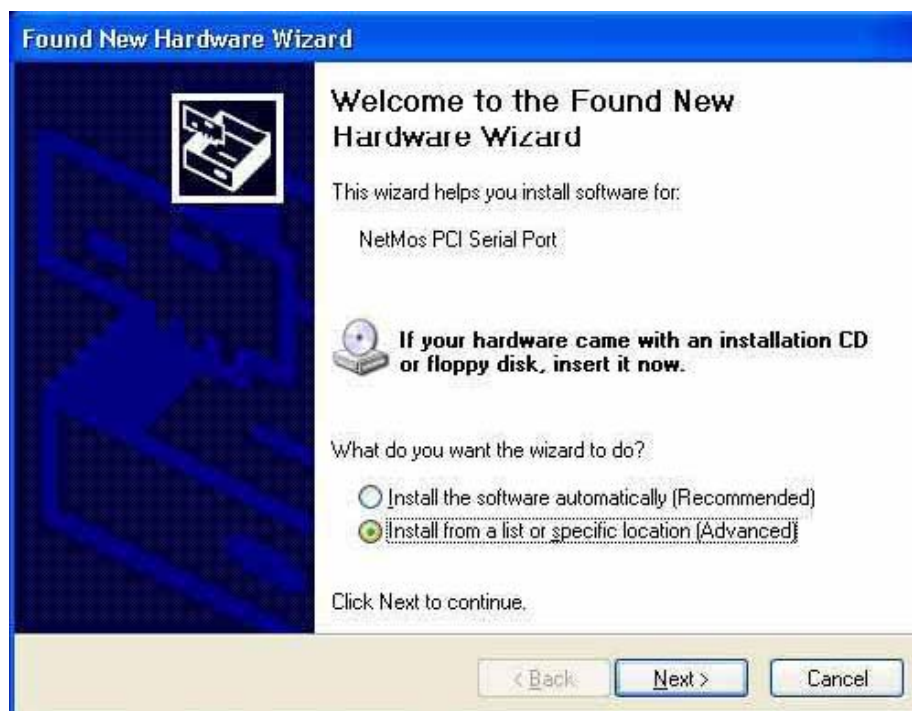 Found New Hardware Wizard
Welcome to the Found New
Hardware Wizard
This wizard helps you install software for:
NetMos PCI Serial Port
If your hardware came with an installation CD
or floppy disk, insert it now.
What do you want the wizard to do?
Install the software automatically (Recommended)
Install from a list or specific location (Advanced)
Click Next to continue.
< Back
Next >
Cancel